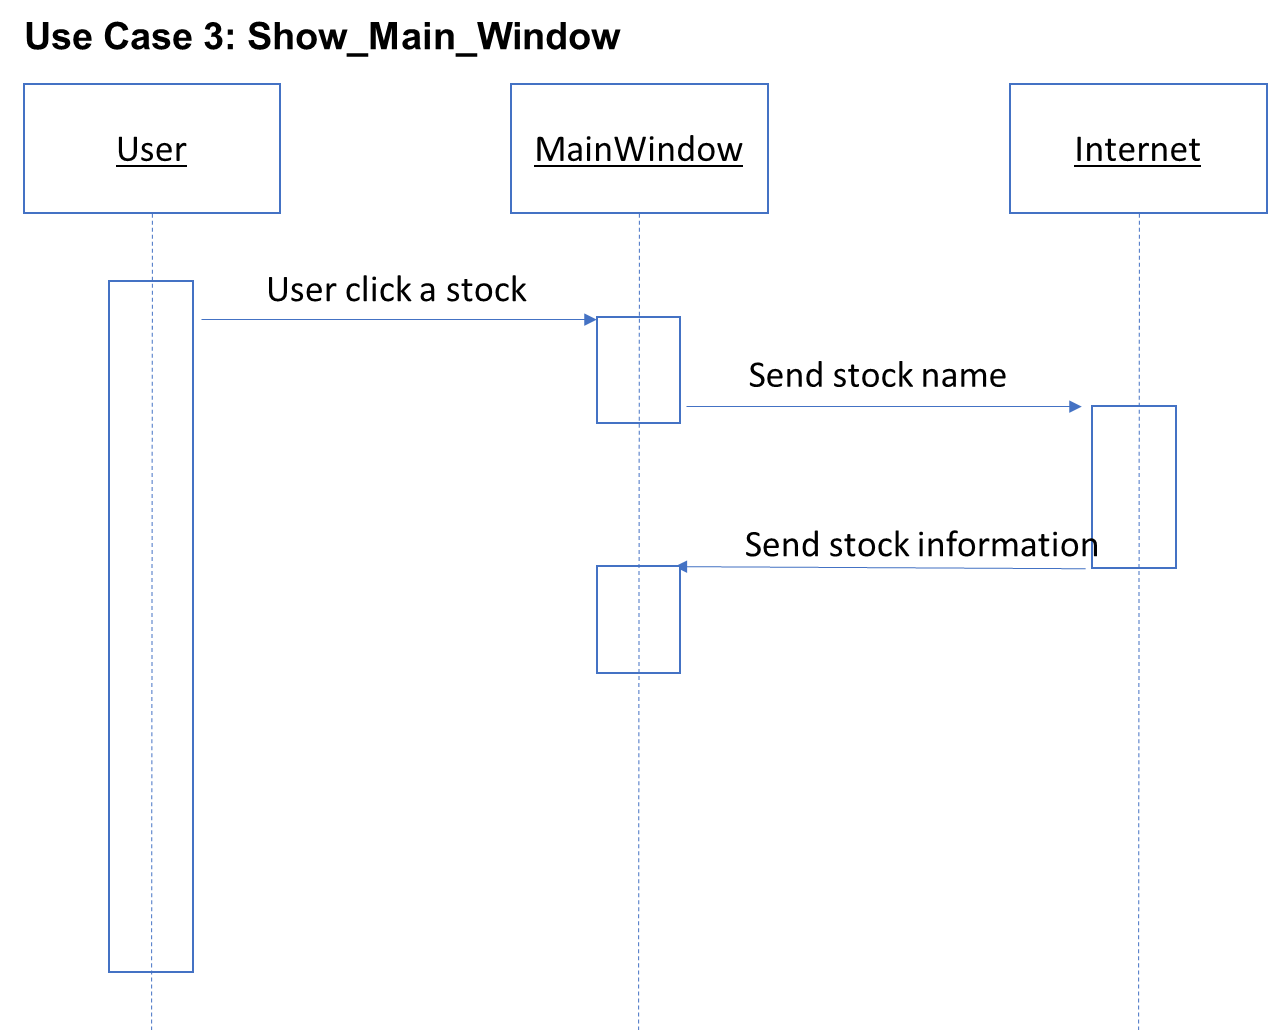 Use Case 3: Show_Main_Window
User
MainWindow
Internet
User click a stock
Send stock name
Send stock information